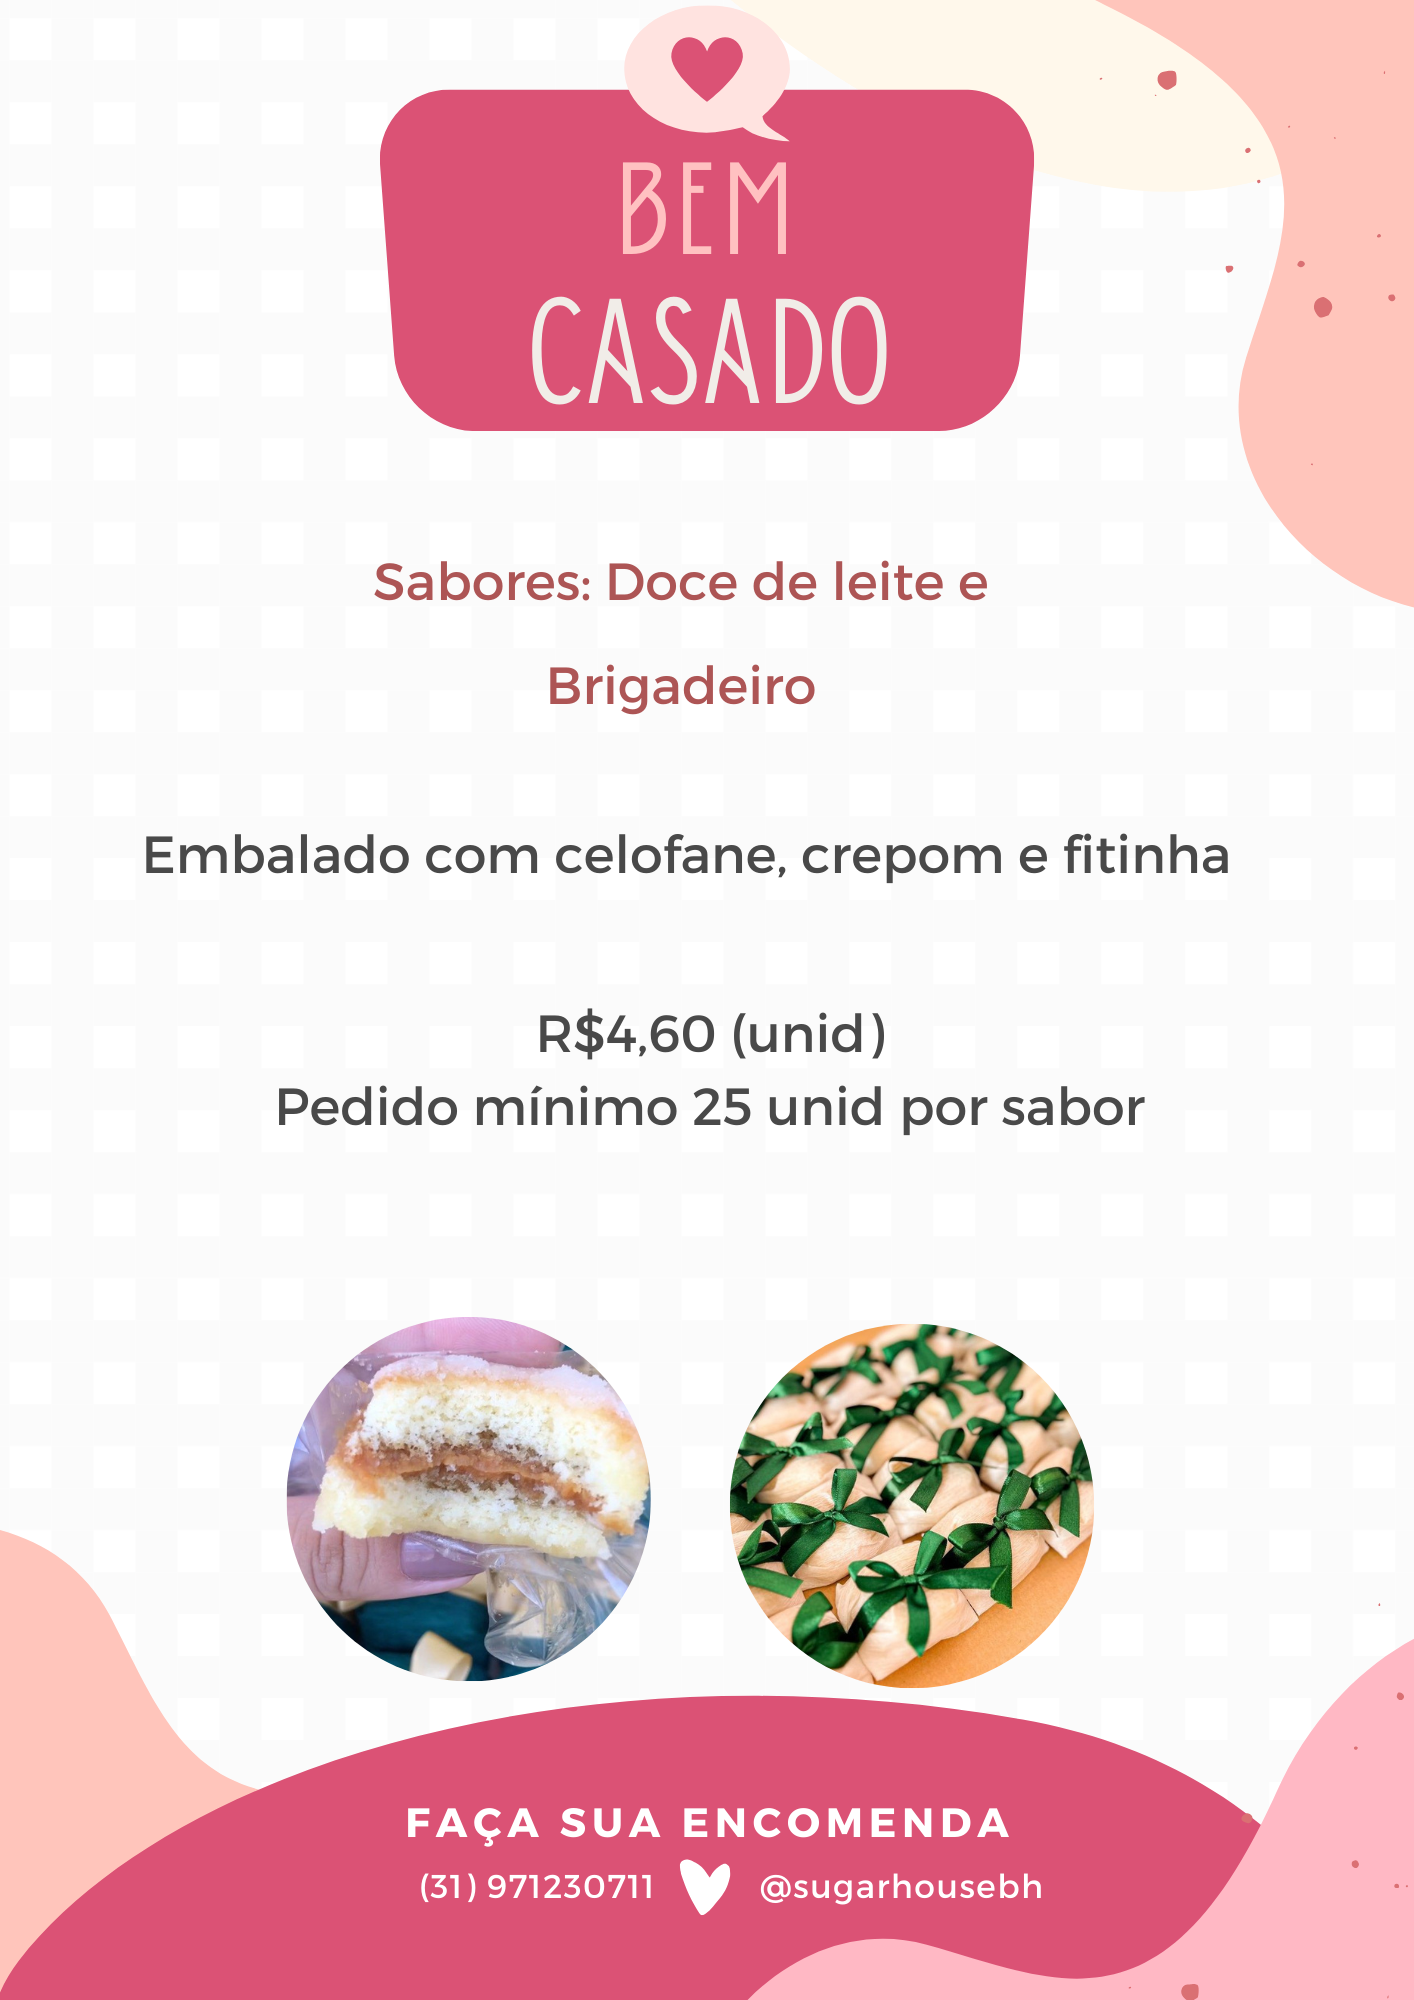 BEM
CASADO
Sabores: Doce de leite e
Brigadeiro
Embalado com celofane, crepom e fitinha
R$4,60 (unid)
Pedido mínimo 25 unid por sabor
FAÇA SUA ENCOMENDA
(31) 971230711 @sugarhousebh